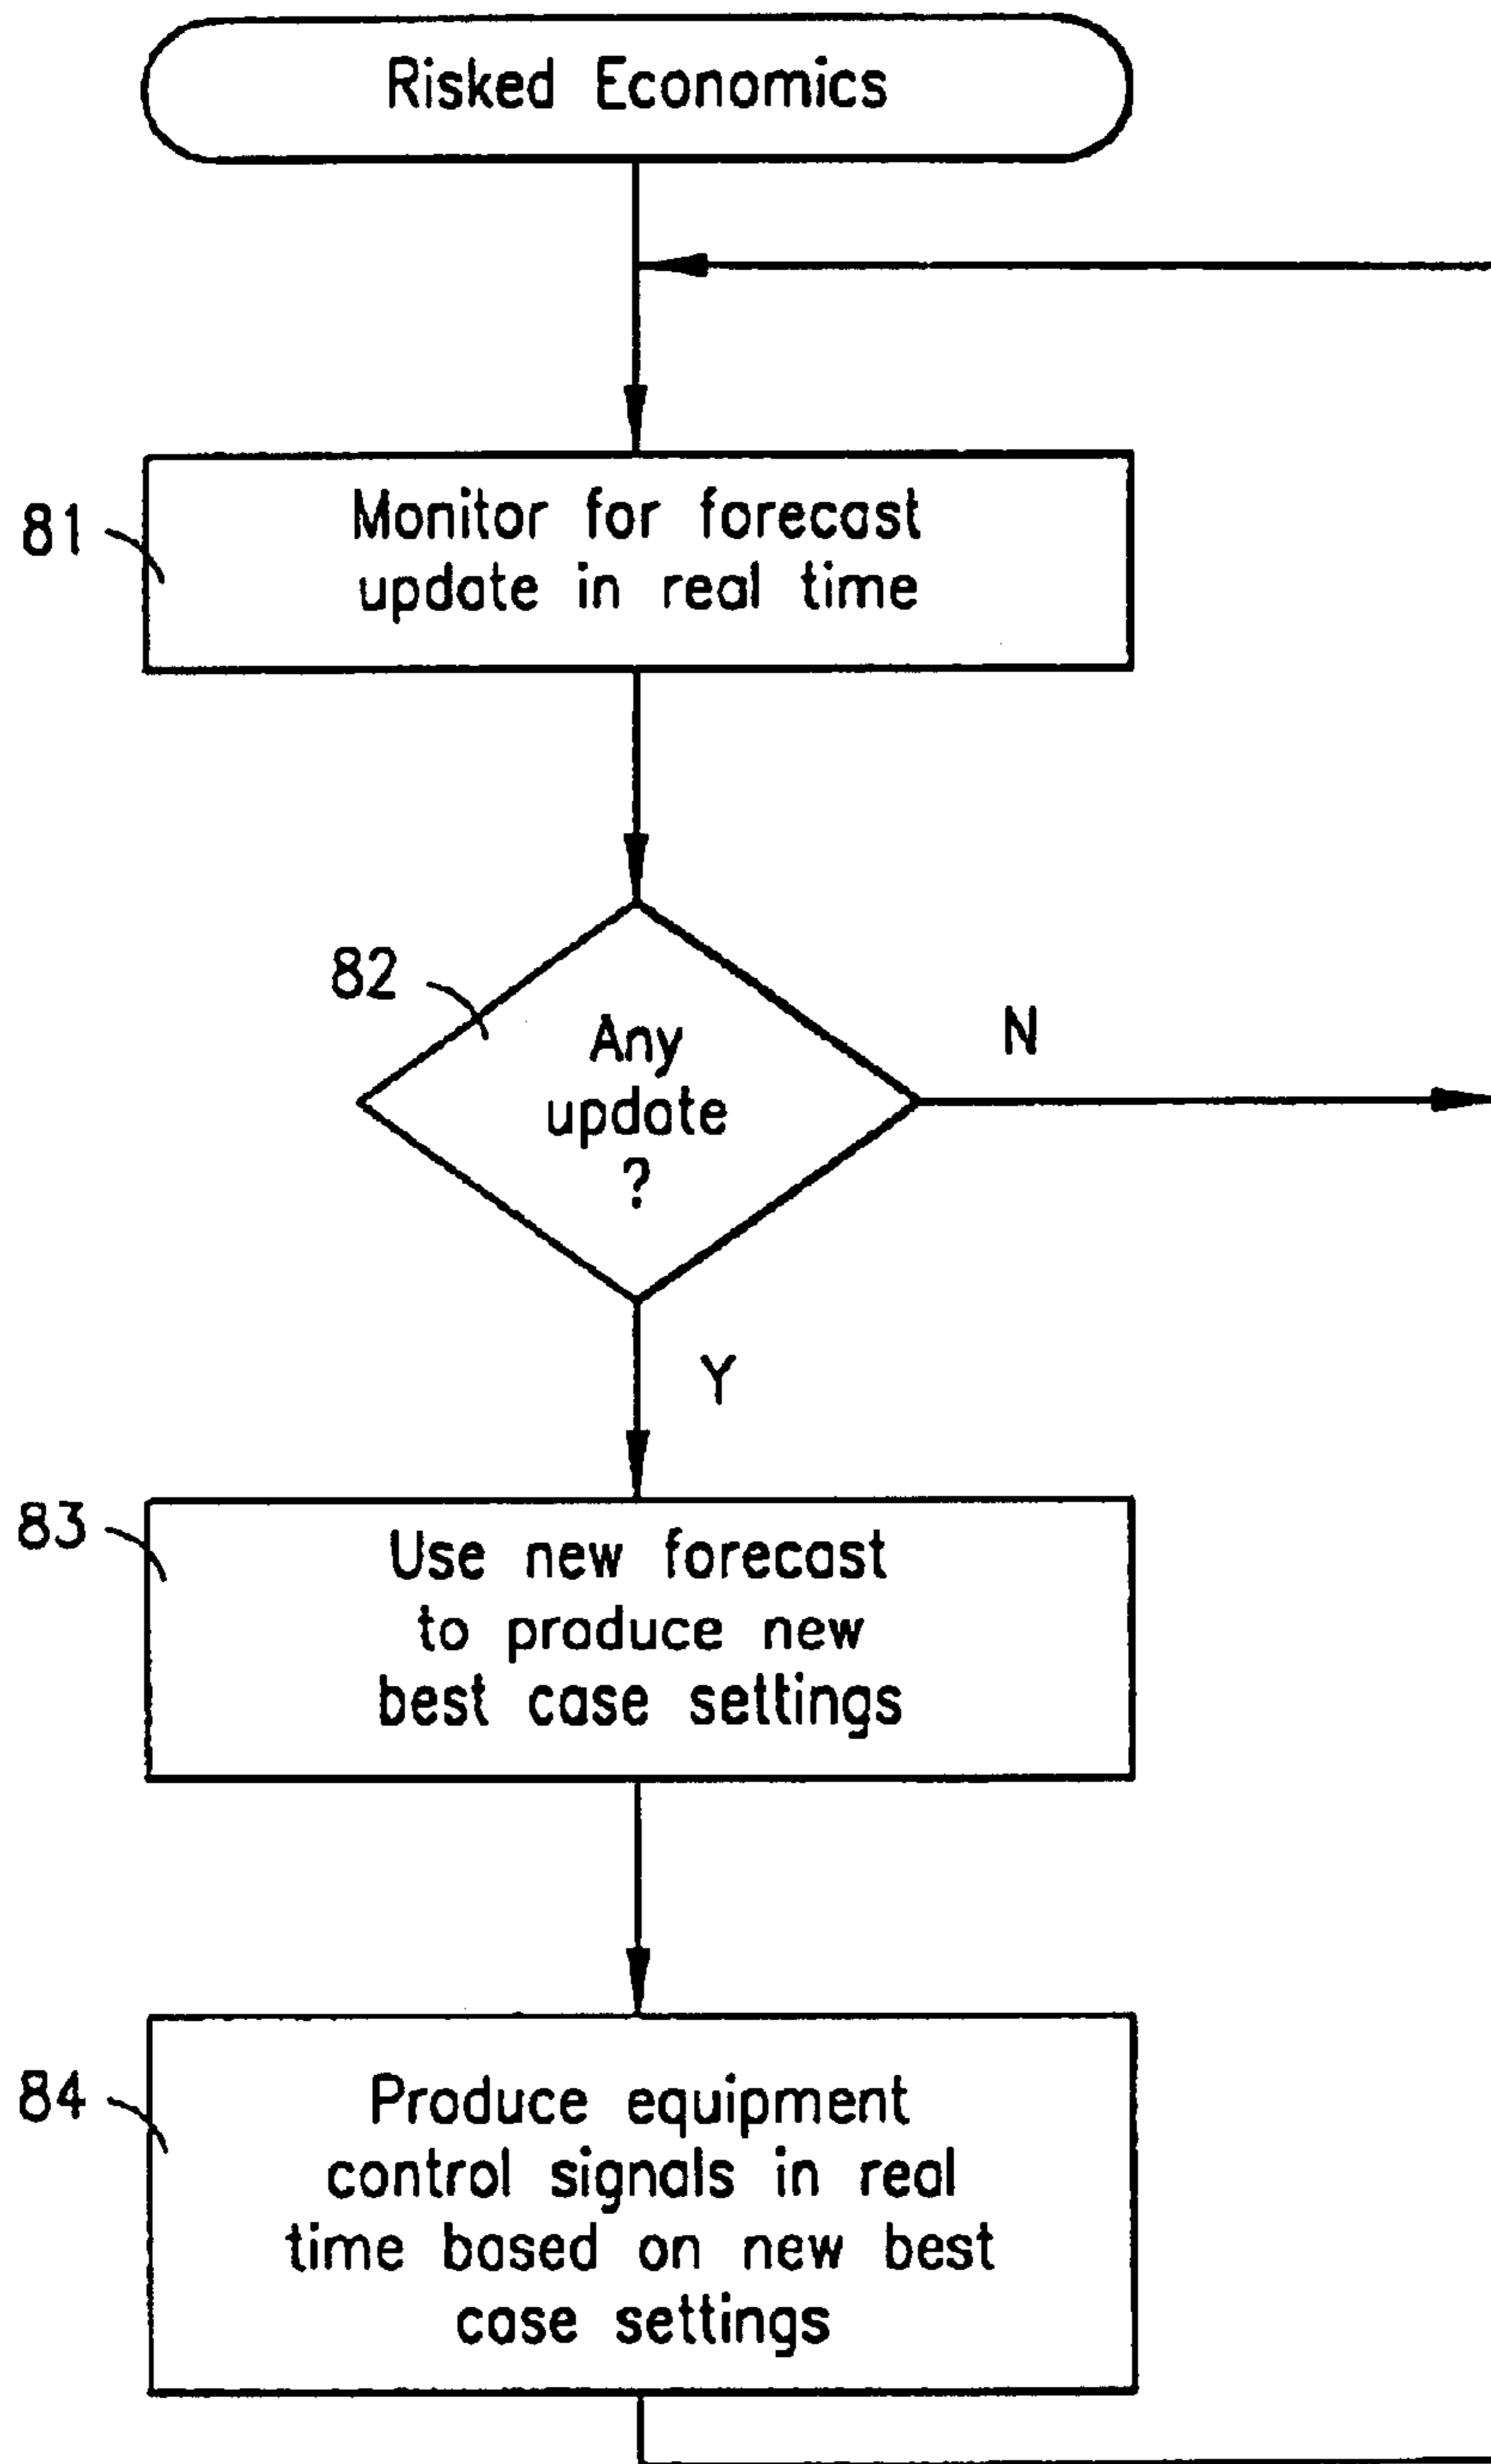 Risked Economics
81
Monitor for forecast
update in real time
82
Any
update
?
N
Y
83
Use new forecast
to produce new
best case settings
84
Produce equipment
control signals in real
time based on new best
case settings